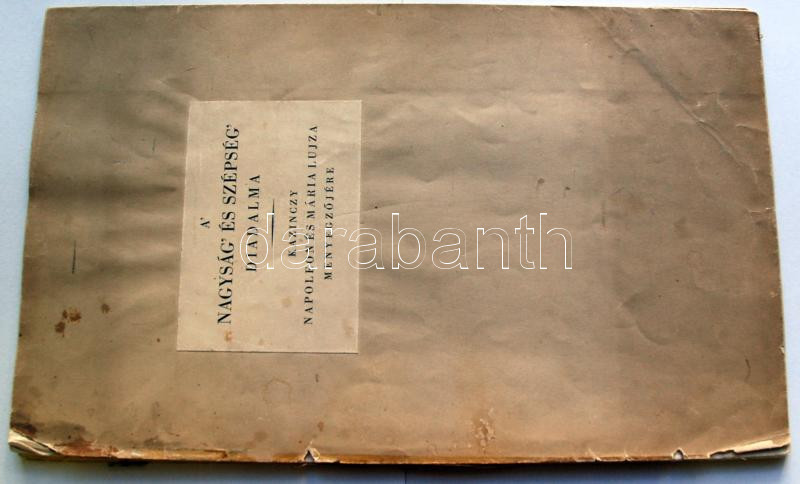 A'
NAGYSÁG' ÉS SZÉPSÉG'
DIADALMA
KAZINCZY
NAPOLEON ÉS MÁRIA LUJZA
MENYEGZŐJÉRE
darabanth